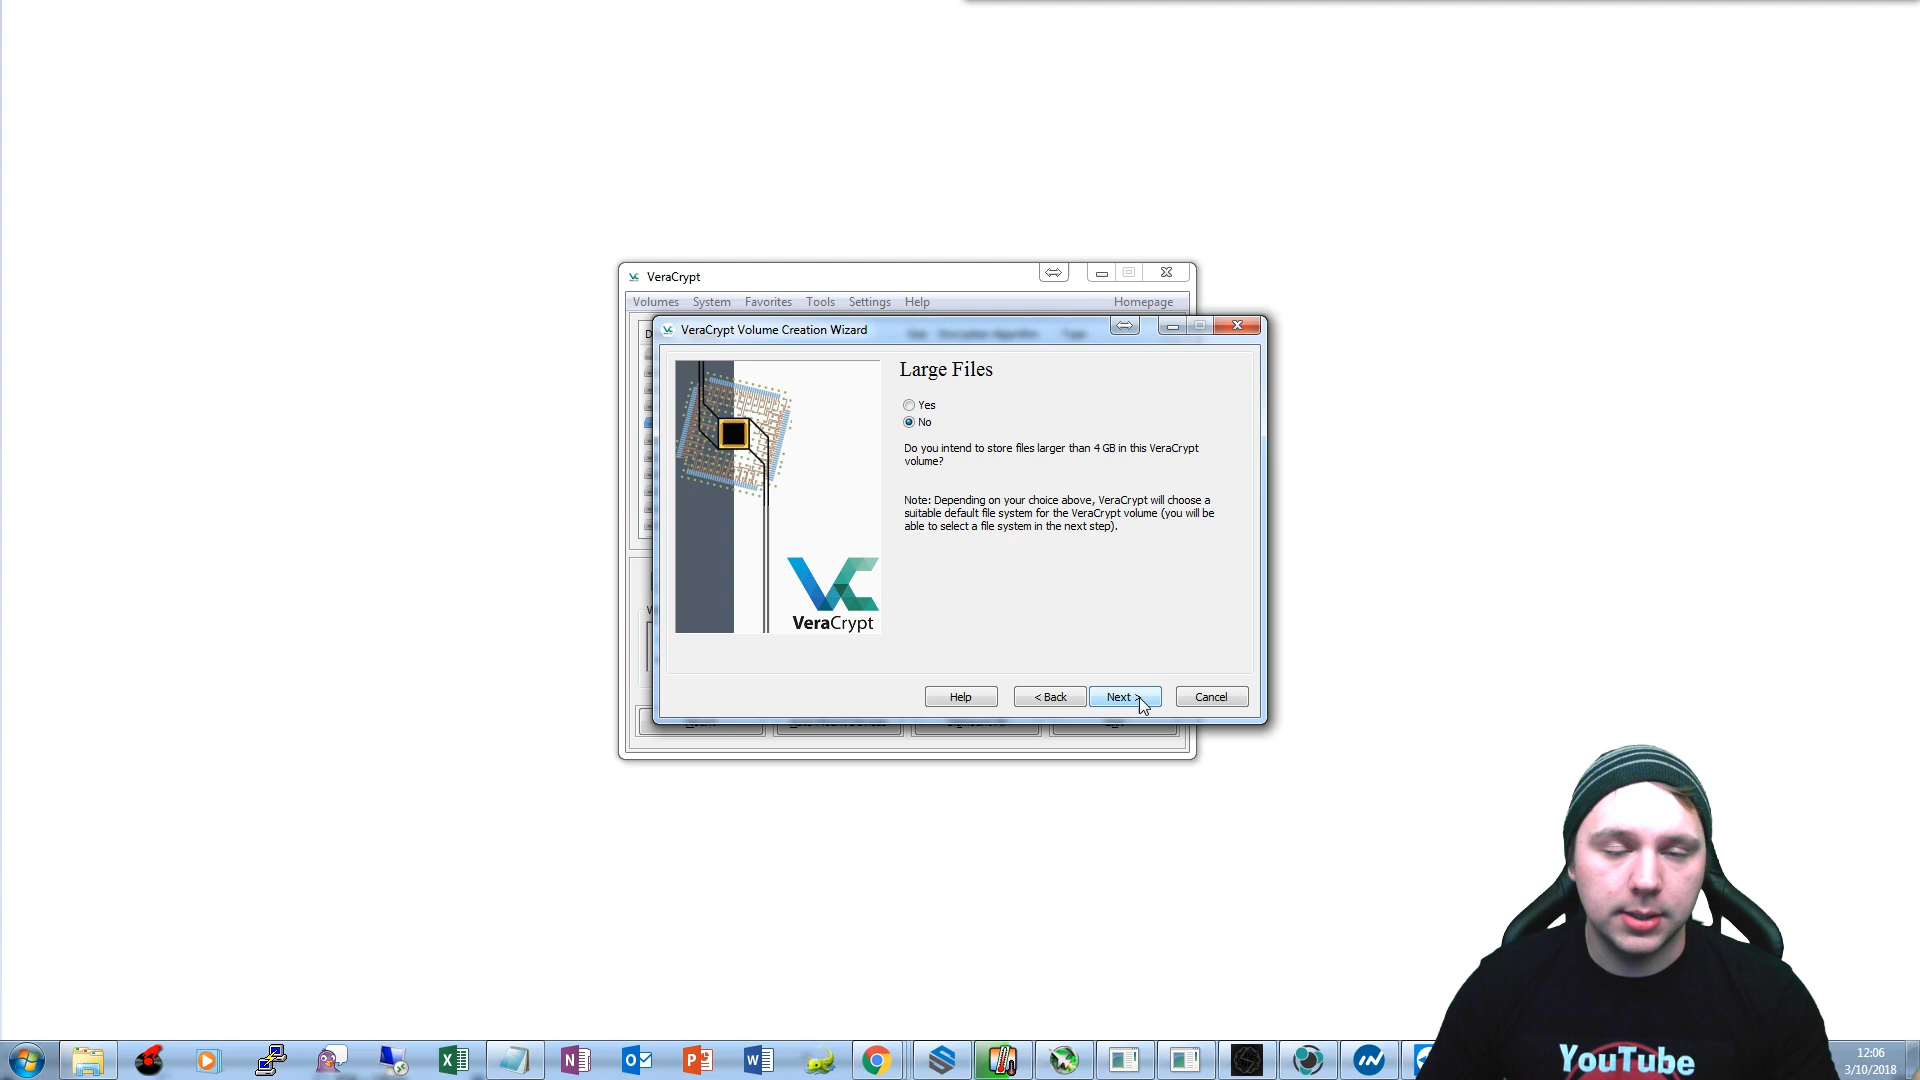 VeraCrypt
Volumes System Favorites Tools Settings Help Homepage
VeraCrypt Volume Creation Wizard
Large Files
Yes
No
Do you intend to store files larger than 4 GB in this VeraCrypt
volume?
Note: Depending on your choice above, VeraCrypt will choose a
suitable default file system for the VeraCrypt volume (you will be
able to select a file system in the next step).
VeraCrypt
Help
< Back
Next >
Cancel
YouTube
12:06
3/10/2018